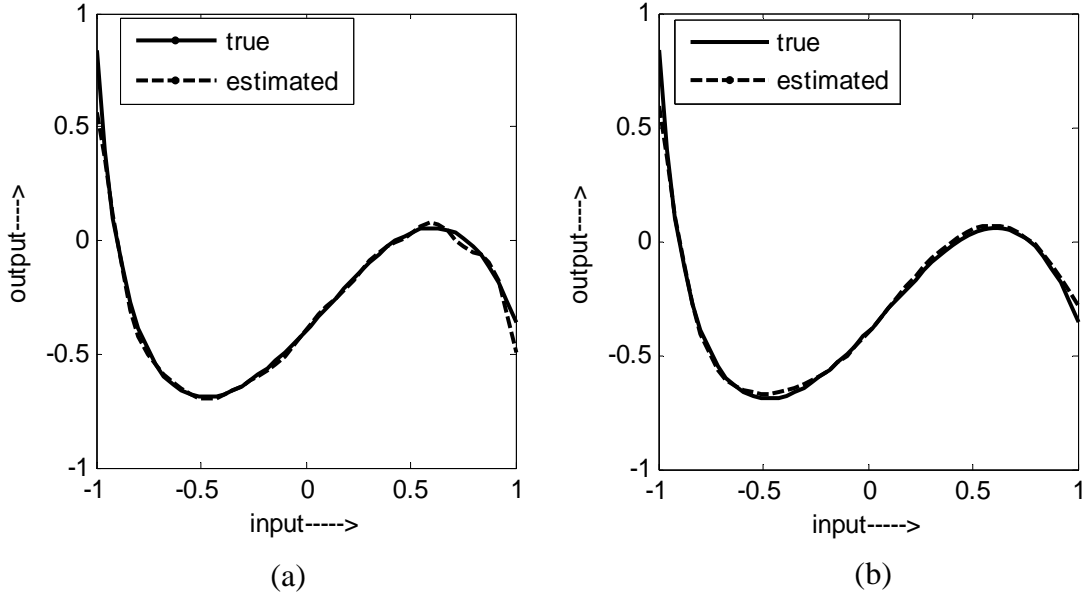 1
0.5
0
-0.5
-1
output---->
true
estimated
-1
-0.5
0
0.5
1
input----->
(a)
1
0.5
0
-0.5
-1
output---->
true
estimated
-1
-0.5
0
0.5
1
input----->
(b)